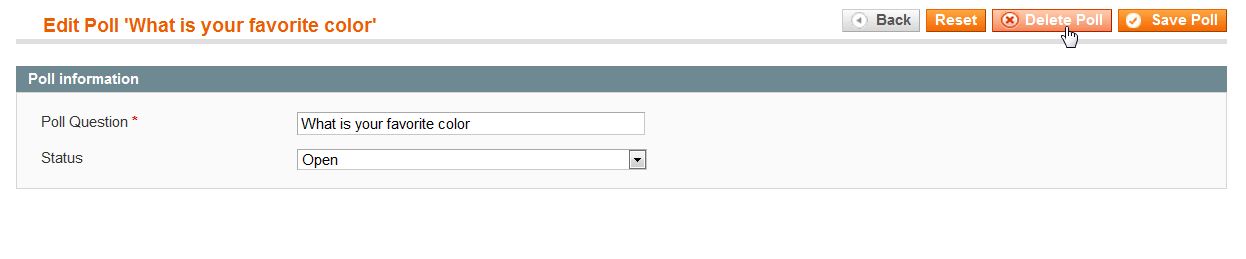 Edit Poll 'What is your favorite color'
Back Reset Delete Poll Save Poll
Poll information
Poll Question * What is your favorite color
Status Open